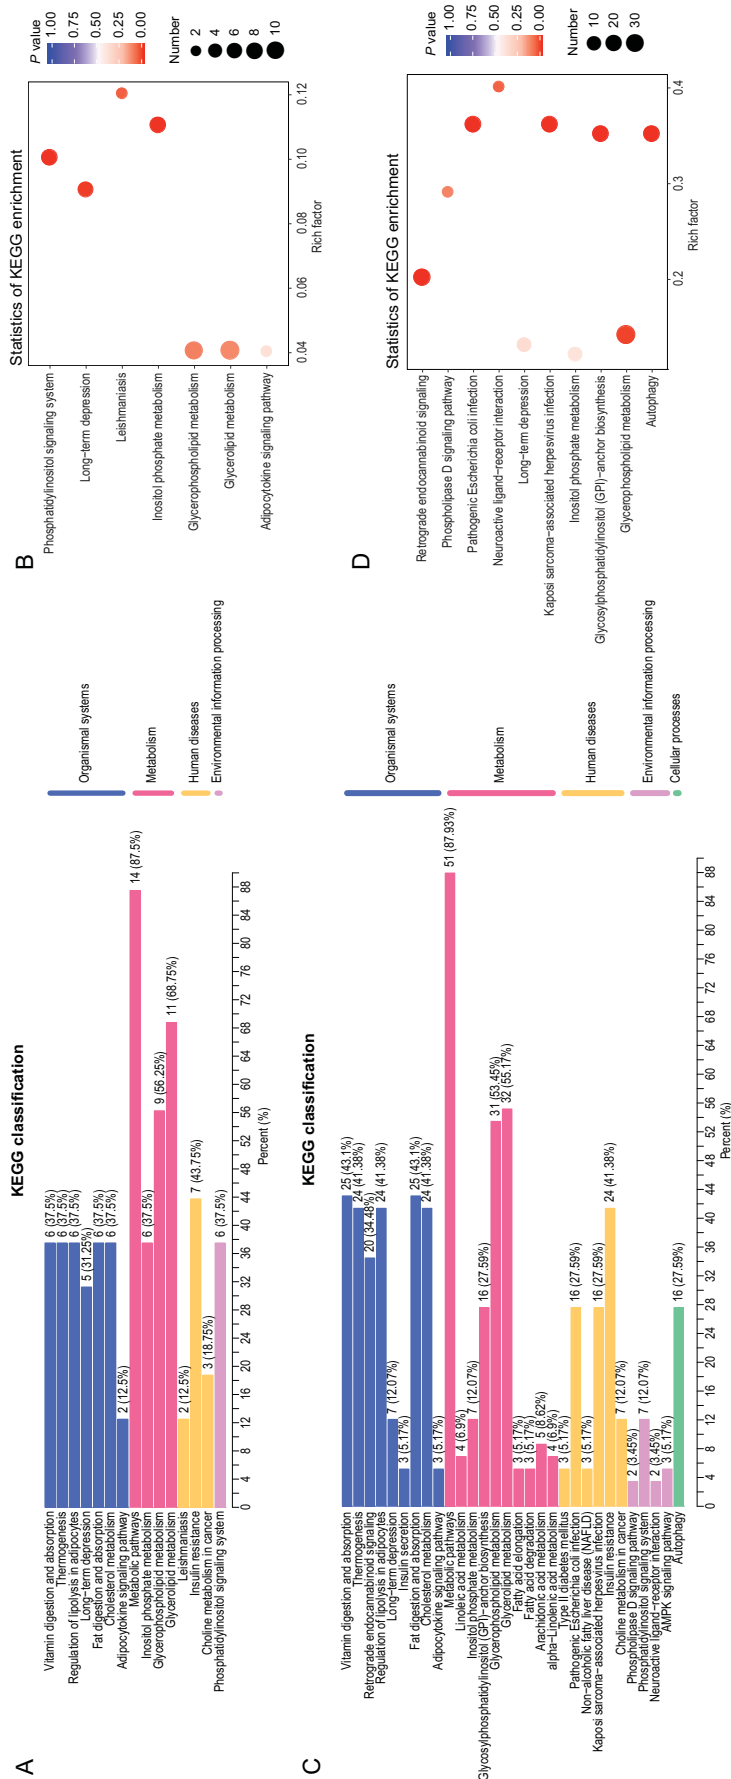 A
KEGG classification
Vitamin digestion and absorption
6 (37.5%)
Thermogenesis
6 (37.5%)
Regulation of lipolysis in adipocytes
6 (37.5%)
Long−term depression
5 (31.25%)
Fat digestion and absorption
6 (37.5%)
Cholesterol metabolism
6 (37.5%)
Adipocytokine signaling pathway
2 (12.5%)
Metabolic pathways
14 (87.5%)
Inositol phosphate metabolism
6 (37.5%)
Glycerophospholipid metabolism
9 (56.25%)
Glycerolipid metabolism
11 (68.75%)
Leishmaniasis
2 (12.5%)
Insulin resistance
7 (43.75%)
Choline metabolism in cancer
3 (18.75%)
Phosphatidylinositol signaling system
6 (37.5%)
Organismal systems
Metabolism
Human diseases
Environmental information processing
0 4 8 12 16 20 24 28 32 36 40 44 48 52 56 60 64 68 72 76 80 84 88
Percent (%)
B
Statistics of KEGG enrichment
Phosphatidylinositol signaling system
Long−term depression
Leishmaniasis
Inositol phosphate metabolism
Glycerophospholipid metabolism
Glycerolipid metabolism
Adipocytokine signaling pathway
0.04 0.06 0.08 0.10 0.12
Rich factor
P value
1.00
0.75
0.50
0.25
0.00
Number
2
4
6
8
10
C
KEGG classification
Vitamin digestion and absorption
25 (43.1%)
Thermogenesis
24 (41.38%)
Retrograde endocannabinoid signaling
20 (34.48%)
Regulation of lipolysis in adipocytes
24 (41.38%)
Long−term depression
7 (12.07%)
Insulin secretion
3 (5.17%)
Fat digestion and absorption
25 (43.1%)
Cholesterol metabolism
24 (41.38%)
Adipocytokine signaling pathway
3 (5.17%)
Metabolic pathways
51 (87.93%)
Linoleic acid metabolism
4 (6.9%)
Inositol phosphate metabolism
7 (12.07%)
Glycosylphosphatidylinositol (GPI)−anchor biosynthesis
16 (27.59%)
Glycerophospholipid metabolism
31 (53.45%)
Glycerolipid metabolism
32 (55.17%)
Fatty acid elongation
3 (5.17%)
Fatty acid degradation
3 (5.17%)
Arachidonic acid metabolism
5 (8.62%)
alpha−Linolenic acid metabolism
4 (6.9%)
Type II diabetes mellitus
3 (5.17%)
Pathogenic Escherichia coli infection
16 (27.59%)
Non−alcoholic fatty liver disease (NAFLD)
3 (5.17%)
Kaposi sarcoma−associated herpesvirus infection
16 (27.59%)
Insulin resistance
24 (41.38%)
Choline metabolism in cancer
7 (12.07%)
Phospholipase D signaling pathway
2 (3.45%)
Phosphatidylinositol signaling system
7 (12.07%)
Neuroactive ligand−receptor interaction
2 (3.45%)
AMPK signaling pathway
3 (5.17%)
Autophagy
16 (27.59%)
Organismal systems
Metabolism
Human diseases
Environmental information processing
Cellular processes
0 4 8 12 16 20 24 28 32 36 40 44 48 52 56 60 64 68 72 76 80 84 88
Percent (%)
D
Statistics of KEGG enrichment
Retrograde endocannabinoid signaling
Phospholipase D signaling pathway
Pathogenic Escherichia coli infection
Neuroactive ligand−receptor interaction
Long−term depression
Kaposi sarcoma−associated herpesvirus infection
Inositol phosphate metabolism
Glycosylphosphatidylinositol (GPI)−anchor biosynthesis
Glycerophospholipid metabolism
Autophagy
0.2 0.3 0.4
Rich factor
P value
1.00
0.75
0.50
0.25
0.00
Number
10
20
30